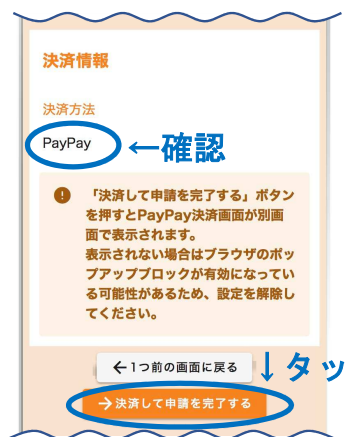 決済情報
決済方法
PayPay
←確認
「決済して申請を完了する」ボタン
を押すとPayPay決済画面が別画
面で表示されます。
表示されない場合はブラウザのポッ
プアップブロックが有効になってい
る可能性があるため、設定を解除し
てください。
←1つ前の画面に戻る
↓タッ
→決済して申請を完了する